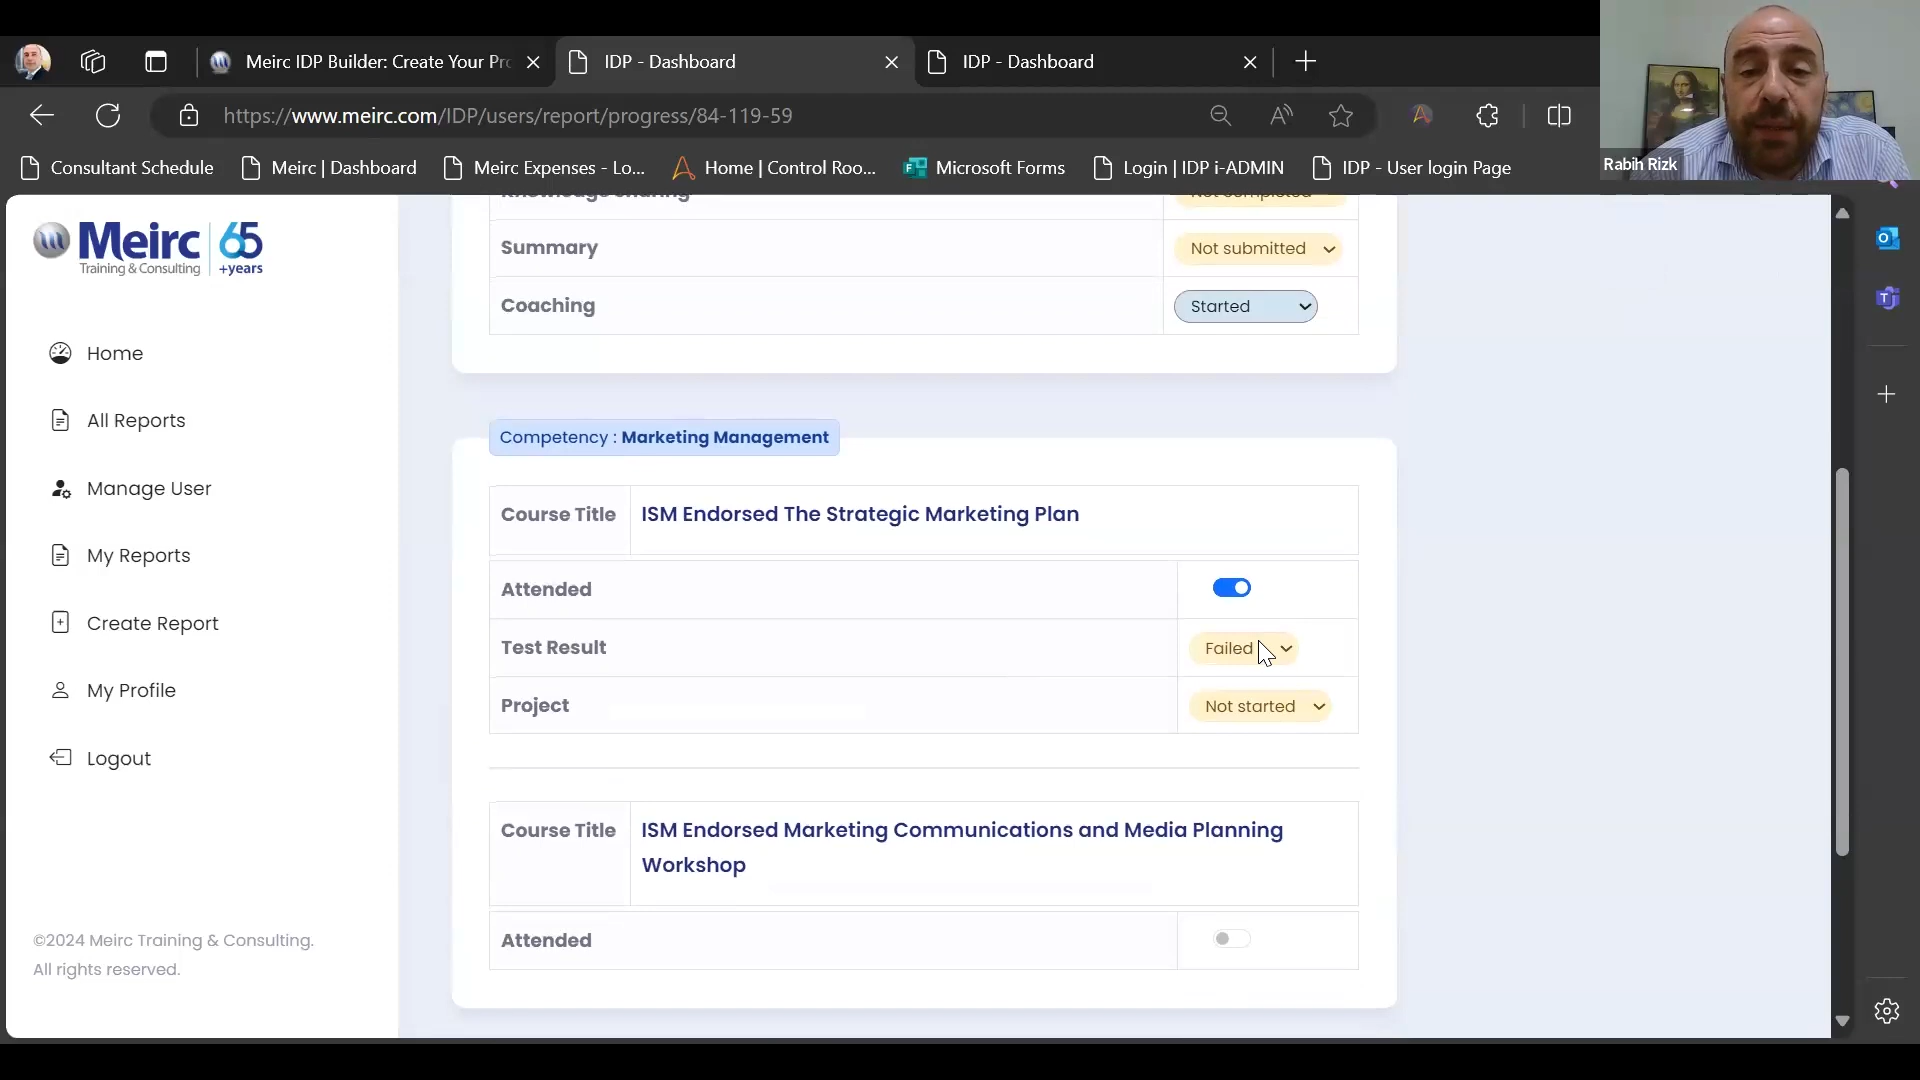 Meirc IDP Builder: Create Your Pro
IDP - Dashboard
IDP - Dashboard
https://www.meirc.com/IDP/users/report/progress/84-119-59
Consultant Schedule
Meirc | Dashboard
Meirc Expenses - Lo...
Home | Control Roo...
Microsoft Forms
Login | IDP i-ADMIN
IDP - User login Page
Rabih Rizk
Meirc
Training & Consulting
65
+years
Home
All Reports
Manage User
My Reports
Create Report
My Profile
Logout
©2024 Meirc Training & Consulting.
All rights reserved.
Knowledge Sharing Not completed
Summary Not submitted
Coaching Started
Competency : Marketing Management
Course Title ISM Endorsed The Strategic Marketing Plan
Attended
Test Result Failed
Project Not started
Course Title ISM Endorsed Marketing Communications and Media Planning
Workshop
Attended